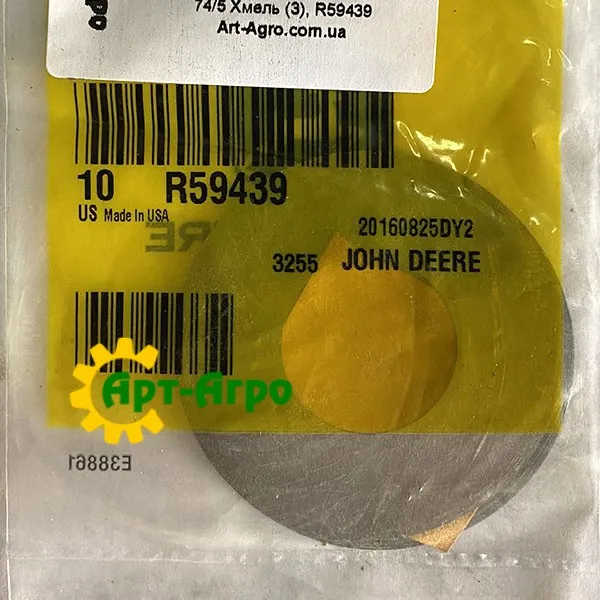 ро
74/5 Хмель (3), R59439
Art-Agro.com.ua
10 R59439
US Made In USA
20160825DY2
3255 JOHN DEERE
Арт-Агро
E38861